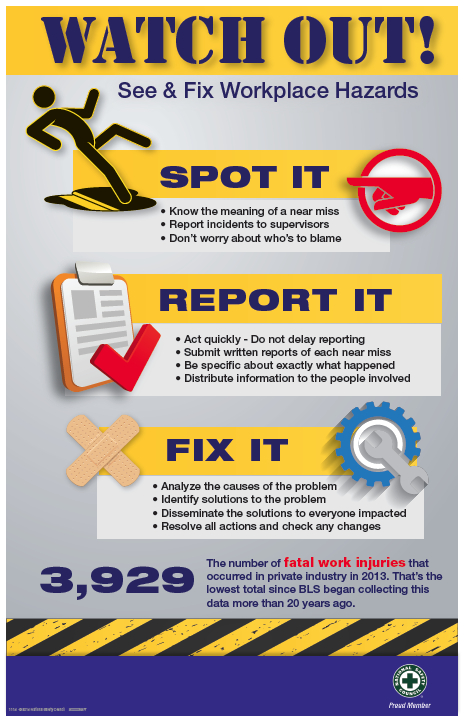 WATCH OUT!
See & Fix Workplace Hazards
SPOT IT
• Know the meaning of a near miss
• Report incidents to supervisors
• Don't worry about who's to blame
REPORT IT
• Act quickly - Do not delay reporting
• Submit written reports of each near miss
• Be specific about exactly what happened
• Distribute information to the people involved
FIX IT
• Analyze the causes of the problem
• Identify solutions to the problem
• Disseminate the solutions to everyone impacted
• Resolve all actions and check any changes
3,929
The number of fatal work injuries that
occurred in private industry in 2013. That's the
lowest total since BLS began collecting this
data more than 20 years ago.
NATIONAL SAFETY COUNCIL
Proud Member